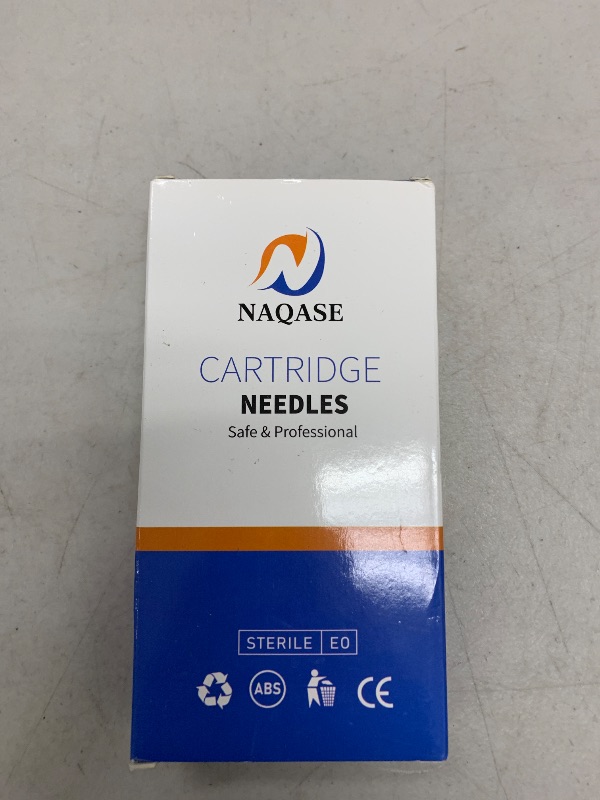 NAQASE
CARTRIDGE
NEEDLES
Safe & Professional
STERILE EO
ABS
CE